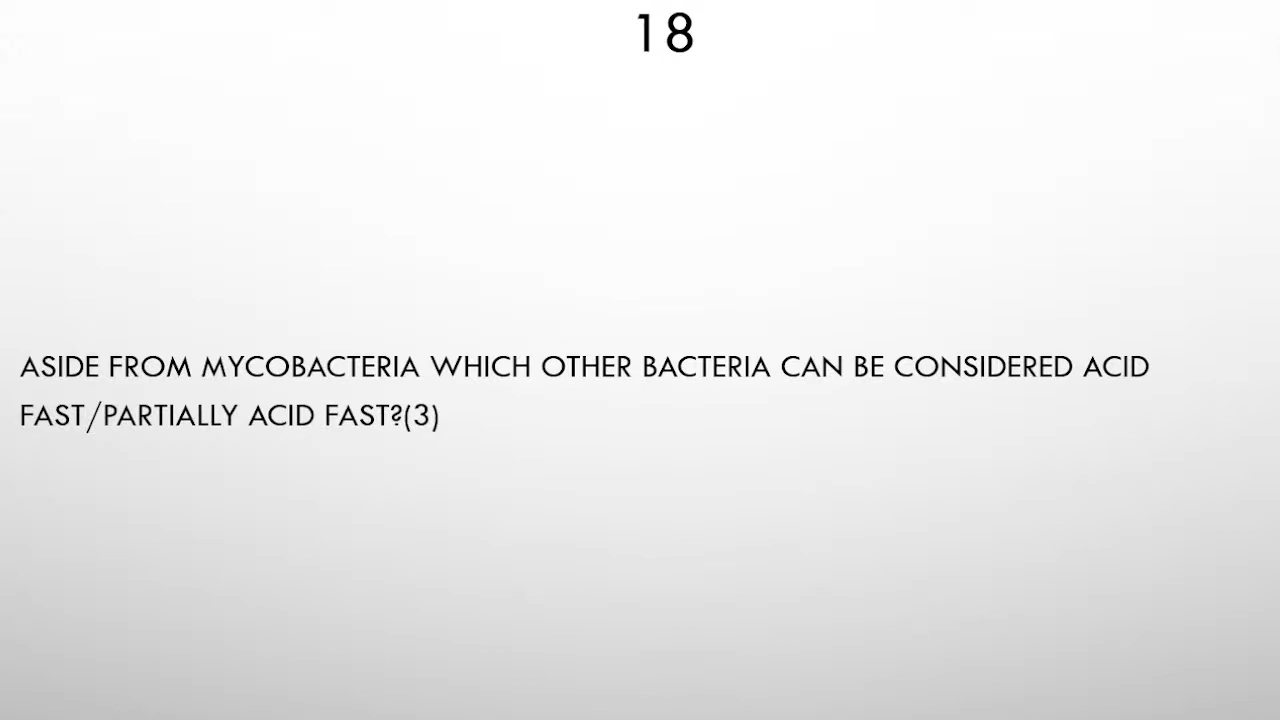 18
ASIDE FROM MYCOBACTERIA WHICH OTHER BACTERIA CAN BE CONSIDERED ACID
FAST/PARTIALLY ACID FAST?(3)